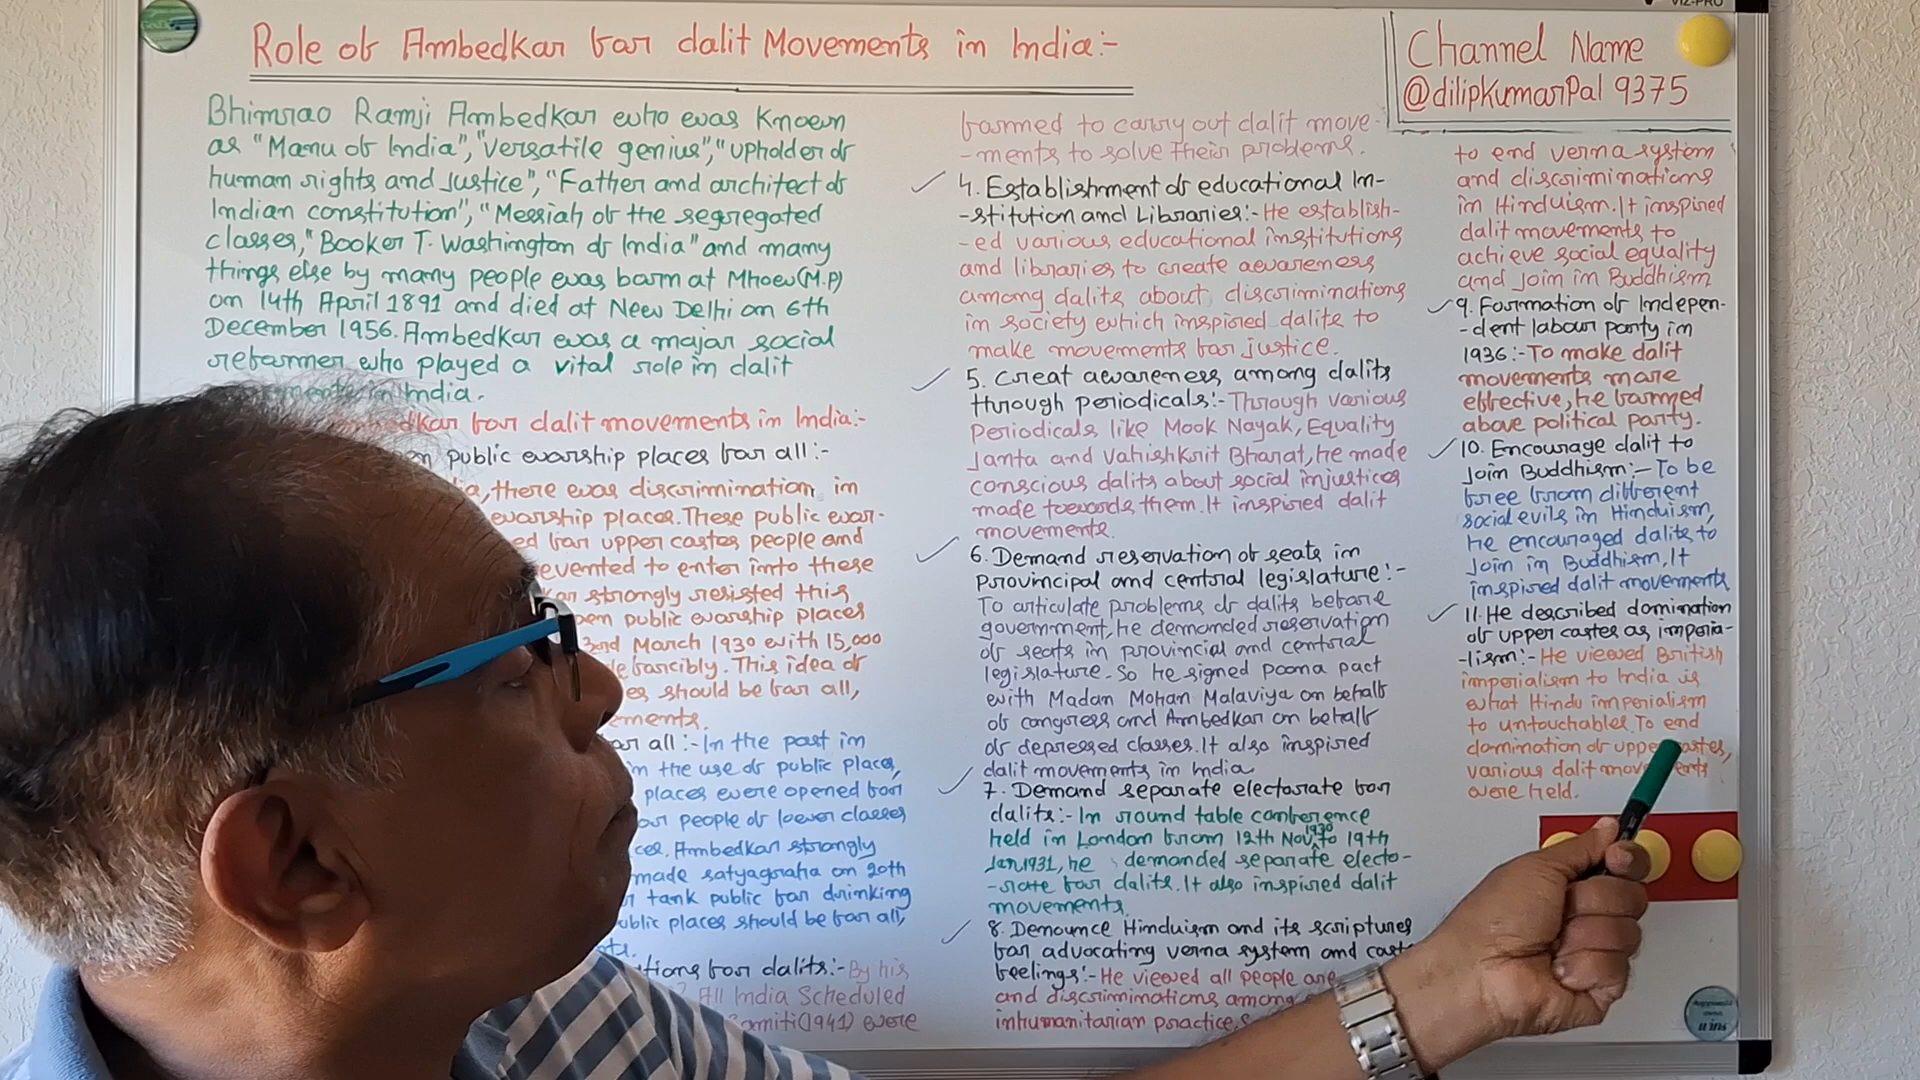 Role of Ambedkar for dalit Movements in India:-
Channel Name
@dilipkumarPal 9375
Bhimrao Ramji Ambedkar who was known
as "Manu of India", "versatile genius", "upholder of
human rights and justice", "Father and architect of
Indian constitution", "Messiah of the segregated
classes," "Booker T. Washington of India" and many
things else by many people was born at Mhow (M.P)
on 14th April 1891 and died at New Delhi on 6th
December 1956. Ambedkar was a major social
reformer who played a vital role in dalit
in India.
for dalit movements in India:-
public worship places for all:-
there was discrimination in
worship places. These public wor-
for upper castes people and
to enter into these
strongly resisted this
public worship places
March 1930 with 15,000
forcibly. This idea of
should be for all,
all:- In the past in
the use of public places,
places were opened for
people of lower classes
Ambedkar strongly
made satyagraha on 20th
tank public for drinking
places should be for all,
for dalits:- By his
All India Scheduled
(1941) were
formed to carry out dalit move-
-ments to solve their problems.
4. Establishment of educational In-
-stitution and Libraries:- He establish-
-ed various educational institutions
and libraries to create awareness
among dalits about discriminations
in society which inspired dalits to
make movements for justice.
5. Creat awareness among dalits
through periodicals:- Through various
Periodicals like Mook Nayak, Equality
Janta and Vahishkrit Bharat, he made
conscious dalits about social injustices
made towards them. It inspired dalit
movements.
6. Demand reservation of seats in
provincipal and central legislature:-
To articulate problems of dalits before
government, he demanded reservation
of seats in provincial and central
legislature. So he signed poona pact
with Madan Mohan Malaviya on behalf
of congress and Ambedkar on behalf
of depressed classes. It also inspired
dalit movements in India
7. Demand separate electorate for
dalits:- In round table conference
held in London from 12th Nov, 1930 to 19th
Jan 1931, he demanded separate electo-
-rate for dalits. It also inspired dalit
movements.
8. Denounce Hinduism and its scriptures
for advocating verna system and cast
feelings:- He viewed all people are
and discriminations among
inhumanitarian practice.
to end verna system
and discriminations
in Hinduism. It inspired
dalit movements to
achieve social equality
and Join in Buddhism
9. Formation of Indepen-
-dent labour party in
1936:- To make dalit
movements more
effective, he formed
above political party.
10. Encourage dalit to
Join Buddhism:- To be
free from different
social evils in Hinduism,
he encouraged dalits to
Join in Buddhism. It
inspired dalit movements
11. He described domination
of upper castes as imperia-
-lism:- He viewed British
imperialism to India is
what Hindu imperialism
to untouchables. To end
domination of upper castes,
various dalit movements
were held.